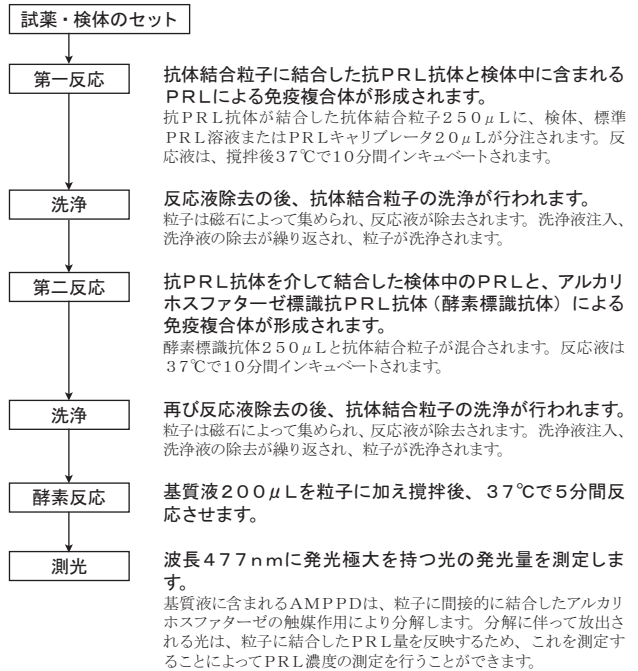 試薬・検体のセット
第一反応
抗体結合粒子に結合した抗PRL抗体と検体中に含まれる
PRLによる免疫複合体が形成されます。
抗PRL抗体が結合した抗体結合粒子250μLに、検体、標準
PRL溶液またはPRLキャリブレータ20μLが分注されます。反
応液は、撹拌後37℃で10分間インキュベートされます。
洗浄
反応液除去の後、抗体結合粒子の洗浄が行われます。
粒子は磁石によって集められ、反応液が除去されます。洗浄液注入、
洗浄液の除去が繰り返され、粒子が洗浄されます。
第二反応
抗PRL抗体を介して結合した検体中のPRLと、アルカリ
ホスファターゼ標識抗PRL抗体（酵素標識抗体）による
免疫複合体が形成されます。
酵素標識抗体250μLと抗体結合粒子が混合されます。反応液は
37℃で10分間インキュベートされます。
洗浄
再び反応液除去の後、抗体結合粒子の洗浄が行われます。
粒子は磁石によって集められ、反応液が除去されます。洗浄液注入、
洗浄液の除去が繰り返され、粒子が洗浄されます。
酵素反応
基質液200μLを粒子に加え撹拌後、37℃で5分間反
応させます。
測光
波長477nmに発光極大を持つ光の発光量を測定しま
す。
基質液に含まれるAMPPDは、粒子に間接的に結合したアルカリ
ホスファターゼの触媒作用により分解します。分解に伴って放出さ
れる光は、粒子に結合したPRL量を反映するため、これを測定す
ることによってPRL濃度の測定を行うことができます。